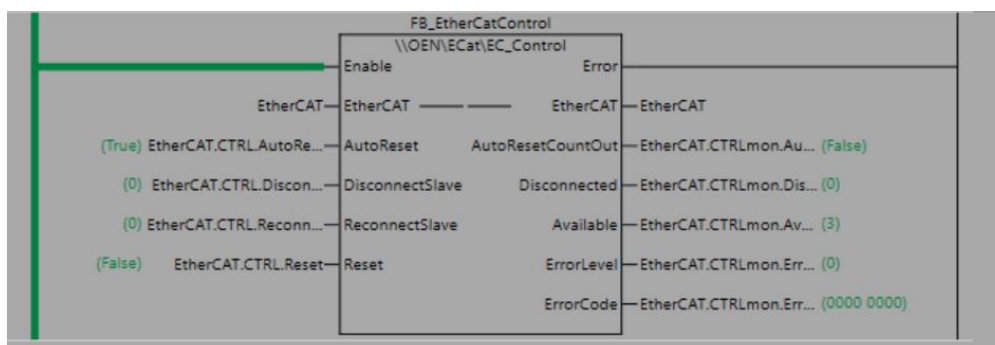 FB_EtherCatControl
\\OEN\ECat\EC_Control
Enable Error
EtherCAT EtherCAT EtherCAT EtherCAT
(True) EtherCAT.CTRL.AutoRe... AutoReset AutoResetCountOut EtherCAT.CTRLmon.Au... (False)
(0) EtherCAT.CTRL.Discon... DisconnectSlave Disconnected EtherCAT.CTRLmon.Dis... (0)
(0) EtherCAT.CTRL.Reconn... ReconnectSlave Available EtherCAT.CTRLmon.Av... (3)
(False) EtherCAT.CTRL.Reset Reset ErrorLevel EtherCAT.CTRLmon.Err... (0)
ErrorCode EtherCAT.CTRLmon.Err... (0000 0000)